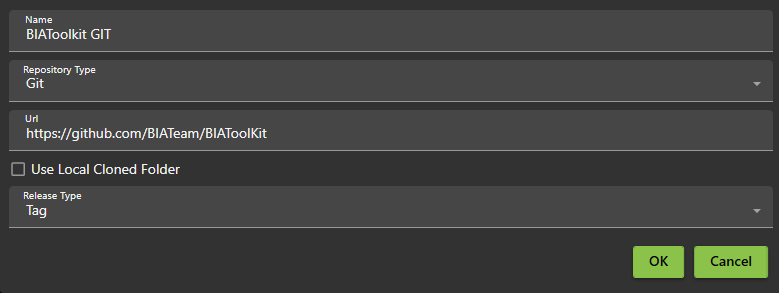 Name
BIAToolkit GIT
Repository Type
Git
Url
https://github.com/BIATeam/BIAToolKit
Use Local Cloned Folder
Release Type
Tag
OK Cancel